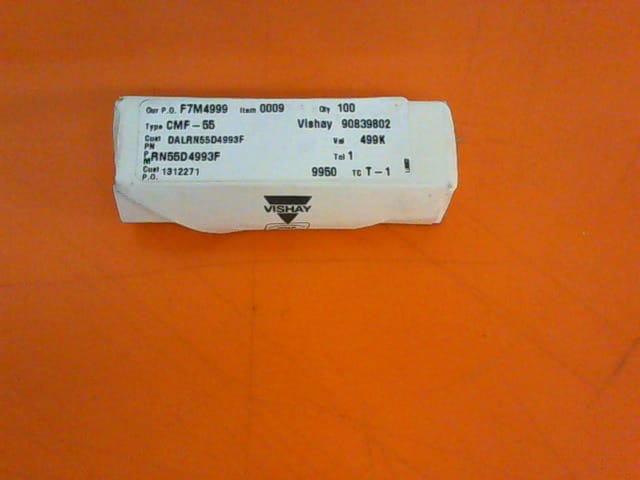 Our P.O. F7M4999 Item 0009 Qty 100
Type CMF-55 Vishay 90839802
Cust PN DALRN55D4993F Val 499K
RN55D4993F Tol 1
Cust P.O. 1312271 9950 TC T-1
VISHAY